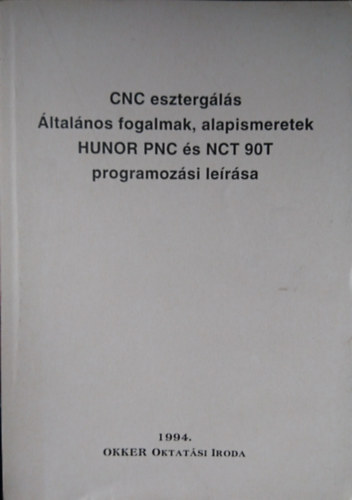 CNC esztergálás
Általános fogalmak, alapismeretek
HUNOR PNC és NCT 90T
programozási leírása
1994.
OKKER OKTATÁSI IRODA